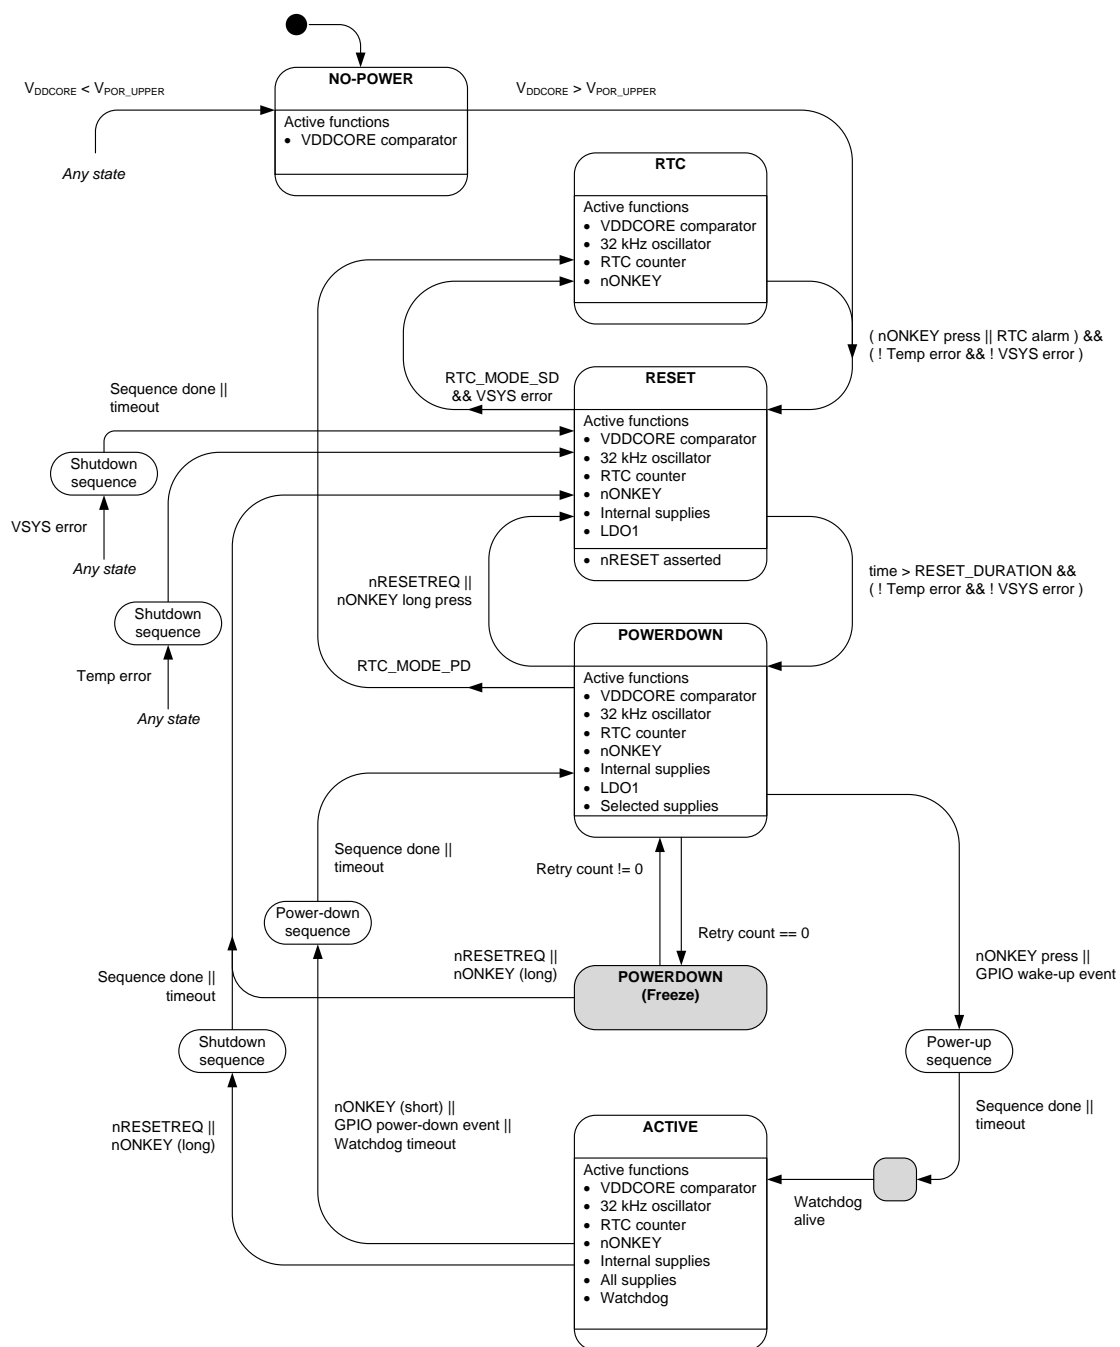 NO-POWER
VDDCORE < VPOR_UPPER
VDDCORE > VPOR_UPPER
Active functions
• VDDCORE comparator
Any state
RTC
Active functions
• VDDCORE comparator
• 32 kHz oscillator
• RTC counter
• nONKEY
( nONKEY press || RTC alarm ) &&
( ! Temp error && ! VSYS error )
RTC_MODE_SD
&& VSYS error
RESET
Sequence done ||
timeout
Active functions
• VDDCORE comparator
• 32 kHz oscillator
• RTC counter
• nONKEY
• Internal supplies
• LDO1
• nRESET asserted
Shutdown
sequence
VSYS error
Any state
nRESETREQ ||
nONKEY long press
time > RESET_DURATION &&
( ! Temp error && ! VSYS error )
Shutdown
sequence
Temp error
Any state
POWERDOWN
RTC_MODE_PD
Active functions
• VDDCORE comparator
• 32 kHz oscillator
• RTC counter
• nONKEY
• Internal supplies
• LDO1
• Selected supplies
Sequence done ||
timeout
Retry count != 0
Power-down
sequence
Retry count == 0
nRESETREQ ||
nONKEY (long)
nONKEY press ||
GPIO wake-up event
Sequence done ||
timeout
POWERDOWN
(Freeze)
Shutdown
sequence
Power-up
sequence
nRESETREQ ||
nONKEY (long)
nONKEY (short) ||
GPIO power-down event ||
Watchdog timeout
Sequence done ||
timeout
ACTIVE
Active functions
• VDDCORE comparator
• 32 kHz oscillator
• RTC counter
• nONKEY
• Internal supplies
• All supplies
• Watchdog
Watchdog
alive